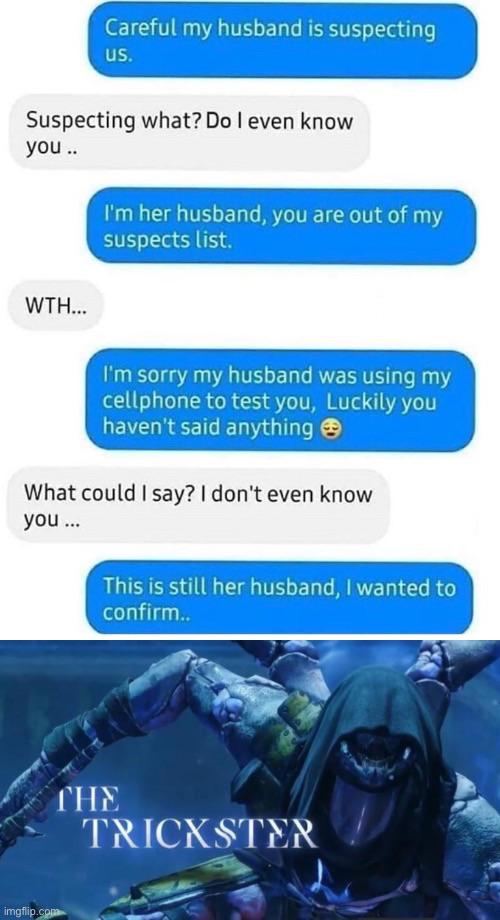 Careful my husband is suspecting
us.
Suspecting what? Do I even know
you ..
I'm her husband, you are out of my
suspects list.
WTH...
I'm sorry my husband was using my
cellphone to test you, Luckily you
haven't said anything 😌
What could I say? I don't even know
you ...
This is still her husband, I wanted to
confirm..
THE
TRICKSTER
imgflip.com